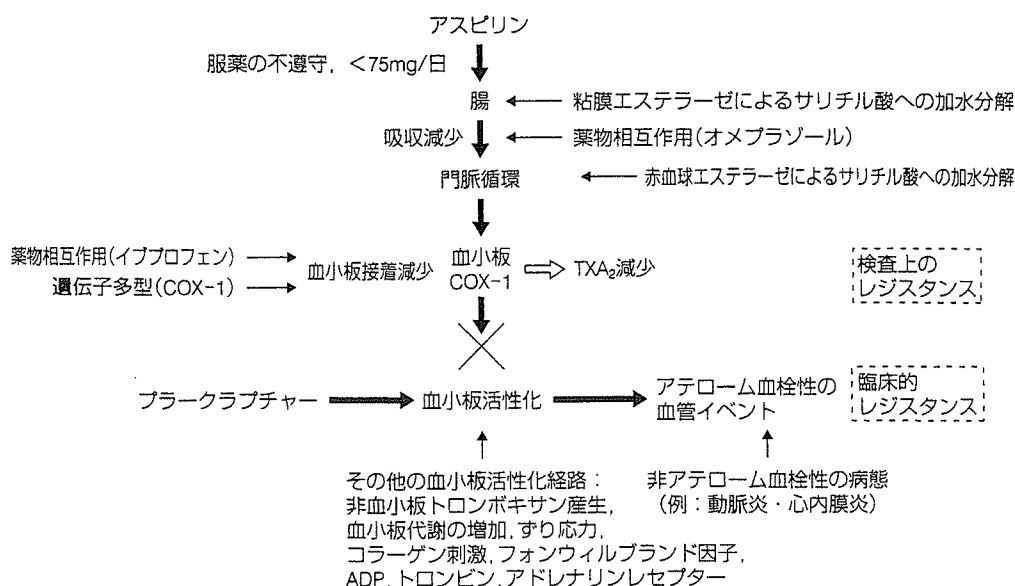 アスピリン
服薬の不遵守，＜75mg/日
腸
粘膜エステラーゼによるサリチル酸への加水分解
吸収減少
薬物相互作用(オメプラゾール)
門脈循環
赤血球エステラーゼによるサリチル酸への加水分解
薬物相互作用(イブプロフェン)
遺伝子多型(COX-1)
血小板接着減少
血小板
COX-1
TXA₂減少
検査上の
レジスタンス
プラークラプチャー
血小板活性化
アテローム血栓性の
血管イベント
臨床的
レジスタンス
その他の血小板活性化経路：
非血小板トロンボキサン産生，
血小板代謝の増加，ずり応力，
コラーゲン刺激，フォンウィルブランド因子，
ADP，トロンビン，アドレナリンレセプター
非アテローム血栓性の病態
（例：動脈炎・心内膜炎）